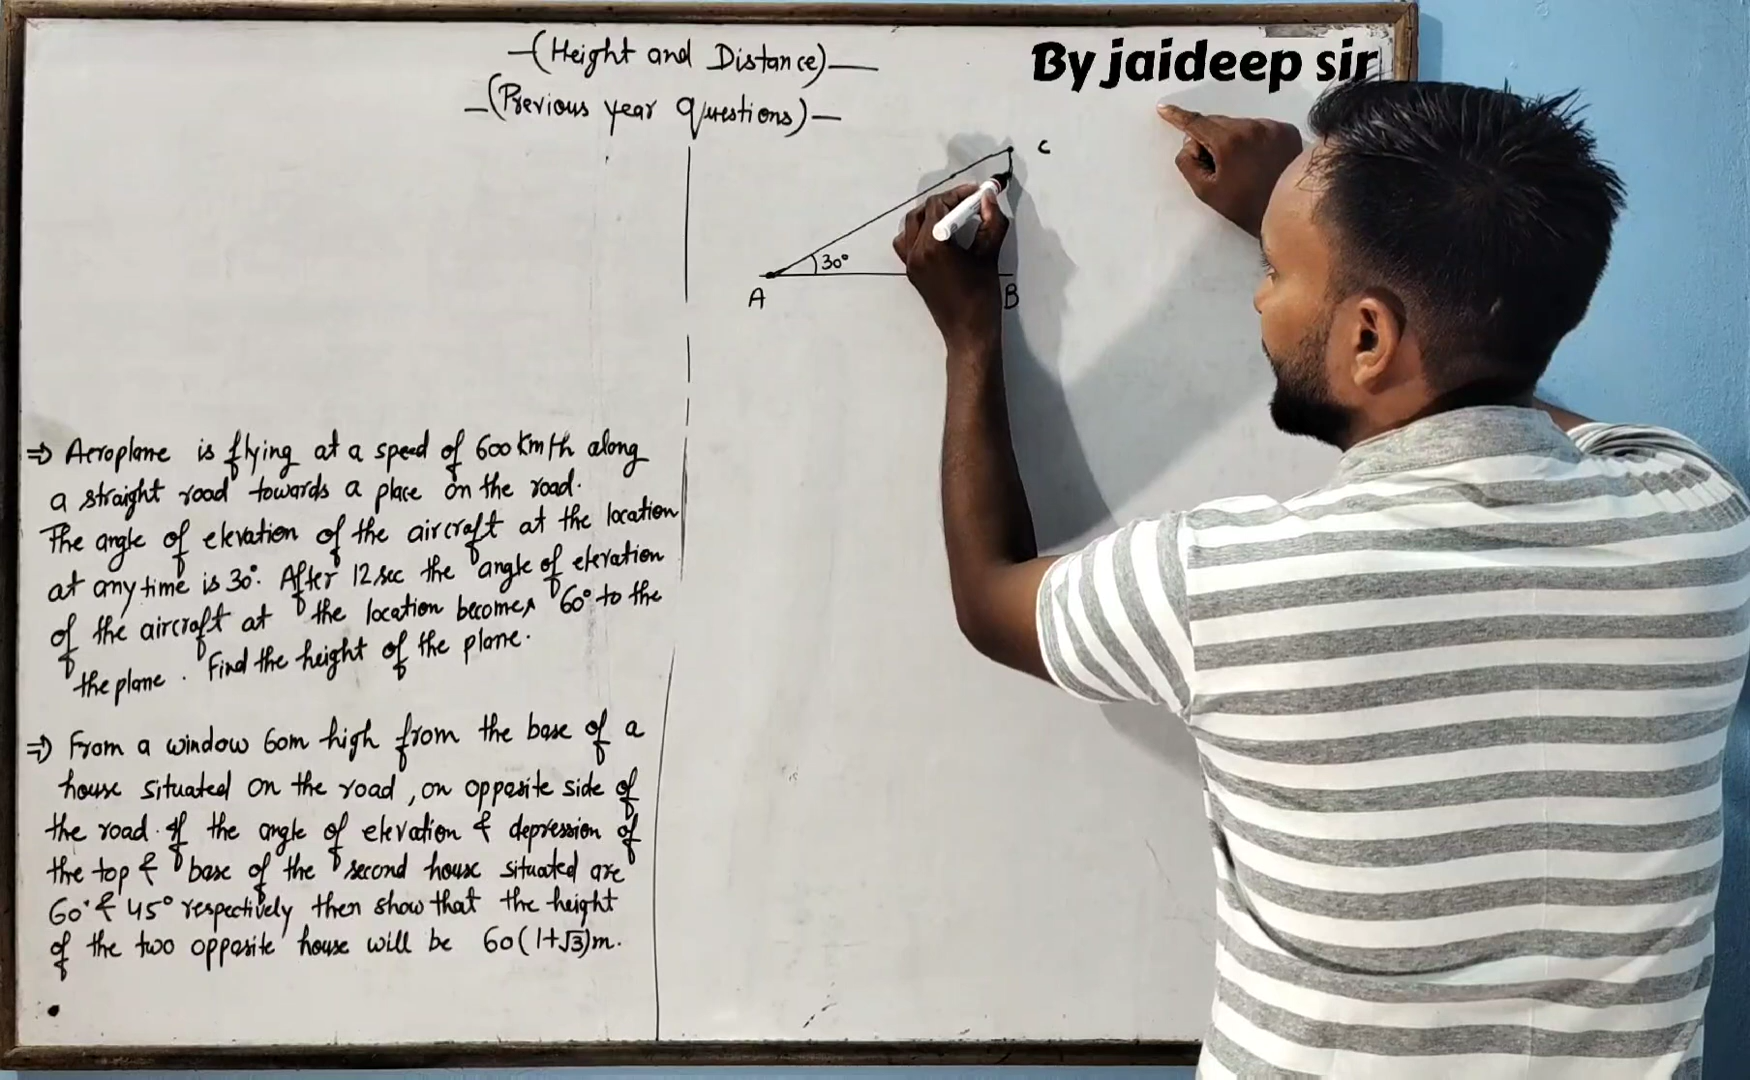 (Height and Distance)
(Previous year Questions)
By jaideep sir
C
30°
A
B
⇒ Aeroplane is flying at a speed of 600 Km/h along
a straight road towards a place on the road.
The angle of elevation of the aircraft at the location
at any time is 30°. After 12 sec the angle of elevation
of the aircraft at the location becomes 60° to the
the plane. Find the height of the plane.
⇒ From a window 60m high from the base of a
house situated on the road, on opposite side of
the road. If the angle of elevation & depression of
the top & base of the second house situated are
60° & 45° respectively then show that the height
of the two opposite house will be 60(1+√3)m.